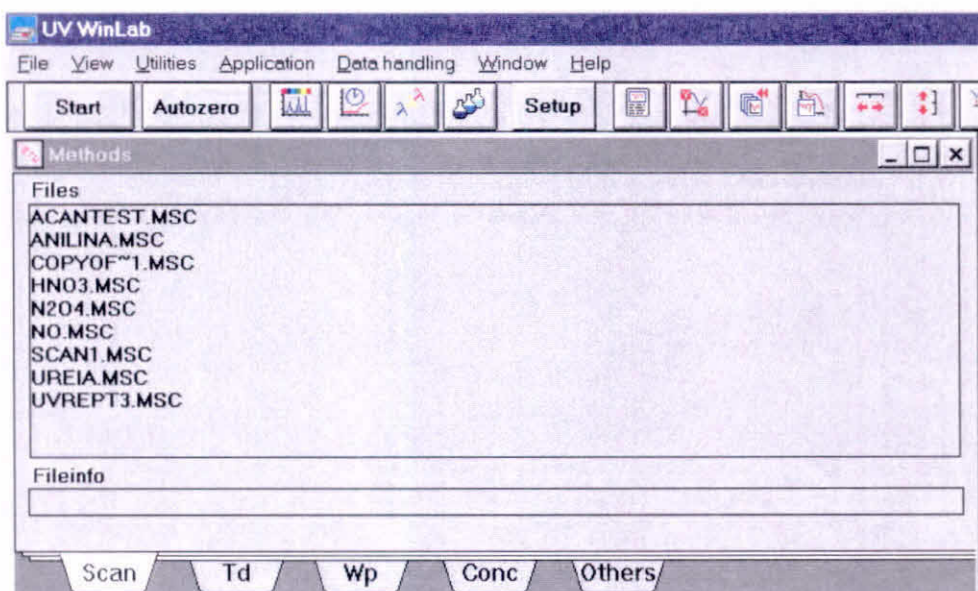 UV WinLab
File View Utilities Application Data handling Window Help
Start Autozero Setup
Methods
Files
ACANTEST.MSC
ANILINA.MSC
COPYOF~1.MSC
HNO3.MSC
N2O4.MSC
NO.MSC
SCAN1.MSC
UREIA.MSC
UVREPT3.MSC
Fileinfo
Scan Td Wp Conc Others